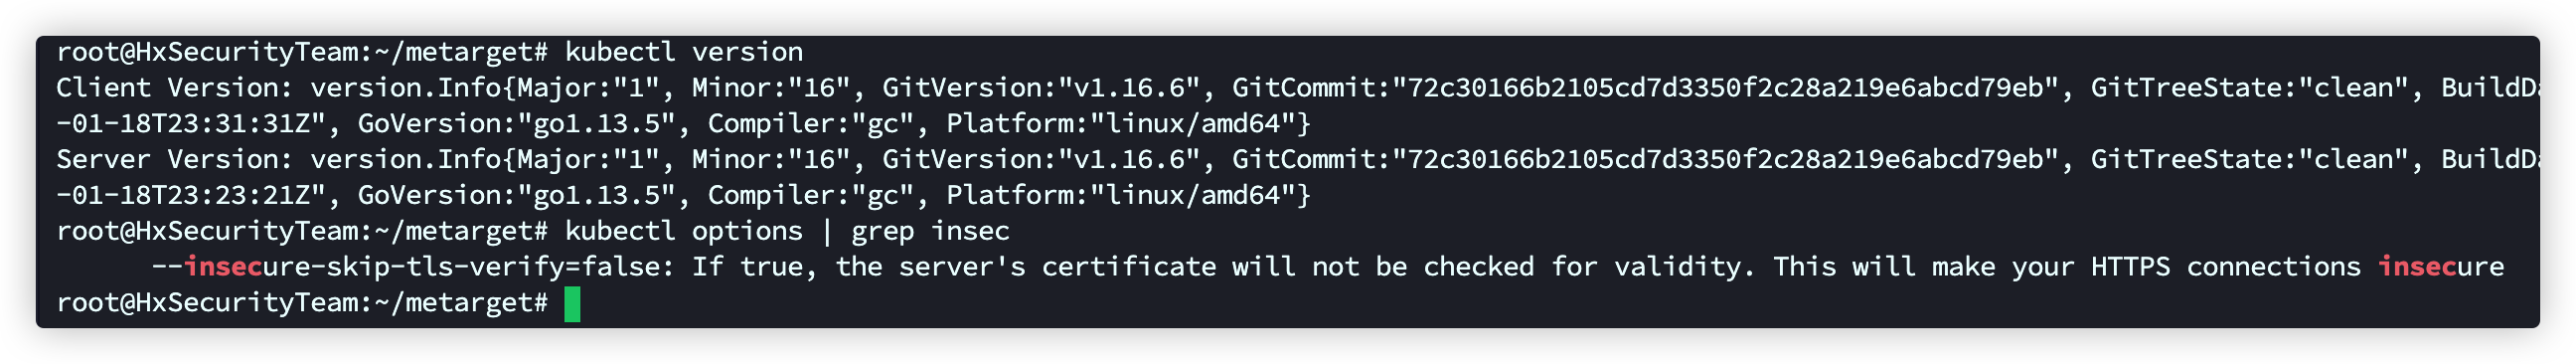 root@HxSecurityTeam:~/metarget# kubectl version
Client Version: version.Info{Major:"1", Minor:"16", GitVersion:"v1.16.6", GitCommit:"72c30166b2105cd7d3350f2c28a219e6abcd79eb", GitTreeState:"clean", BuildDa
-01-18T23:31:31Z", GoVersion:"go1.13.5", Compiler:"gc", Platform:"linux/amd64"}
Server Version: version.Info{Major:"1", Minor:"16", GitVersion:"v1.16.6", GitCommit:"72c30166b2105cd7d3350f2c28a219e6abcd79eb", GitTreeState:"clean", BuildDa
-01-18T23:23:21Z", GoVersion:"go1.13.5", Compiler:"gc", Platform:"linux/amd64"}
root@HxSecurityTeam:~/metarget# kubectl options | grep insec
--insecure-skip-tls-verify=false: If true, the server's certificate will not be checked for validity. This will make your HTTPS connections insecure
root@HxSecurityTeam:~/metarget#